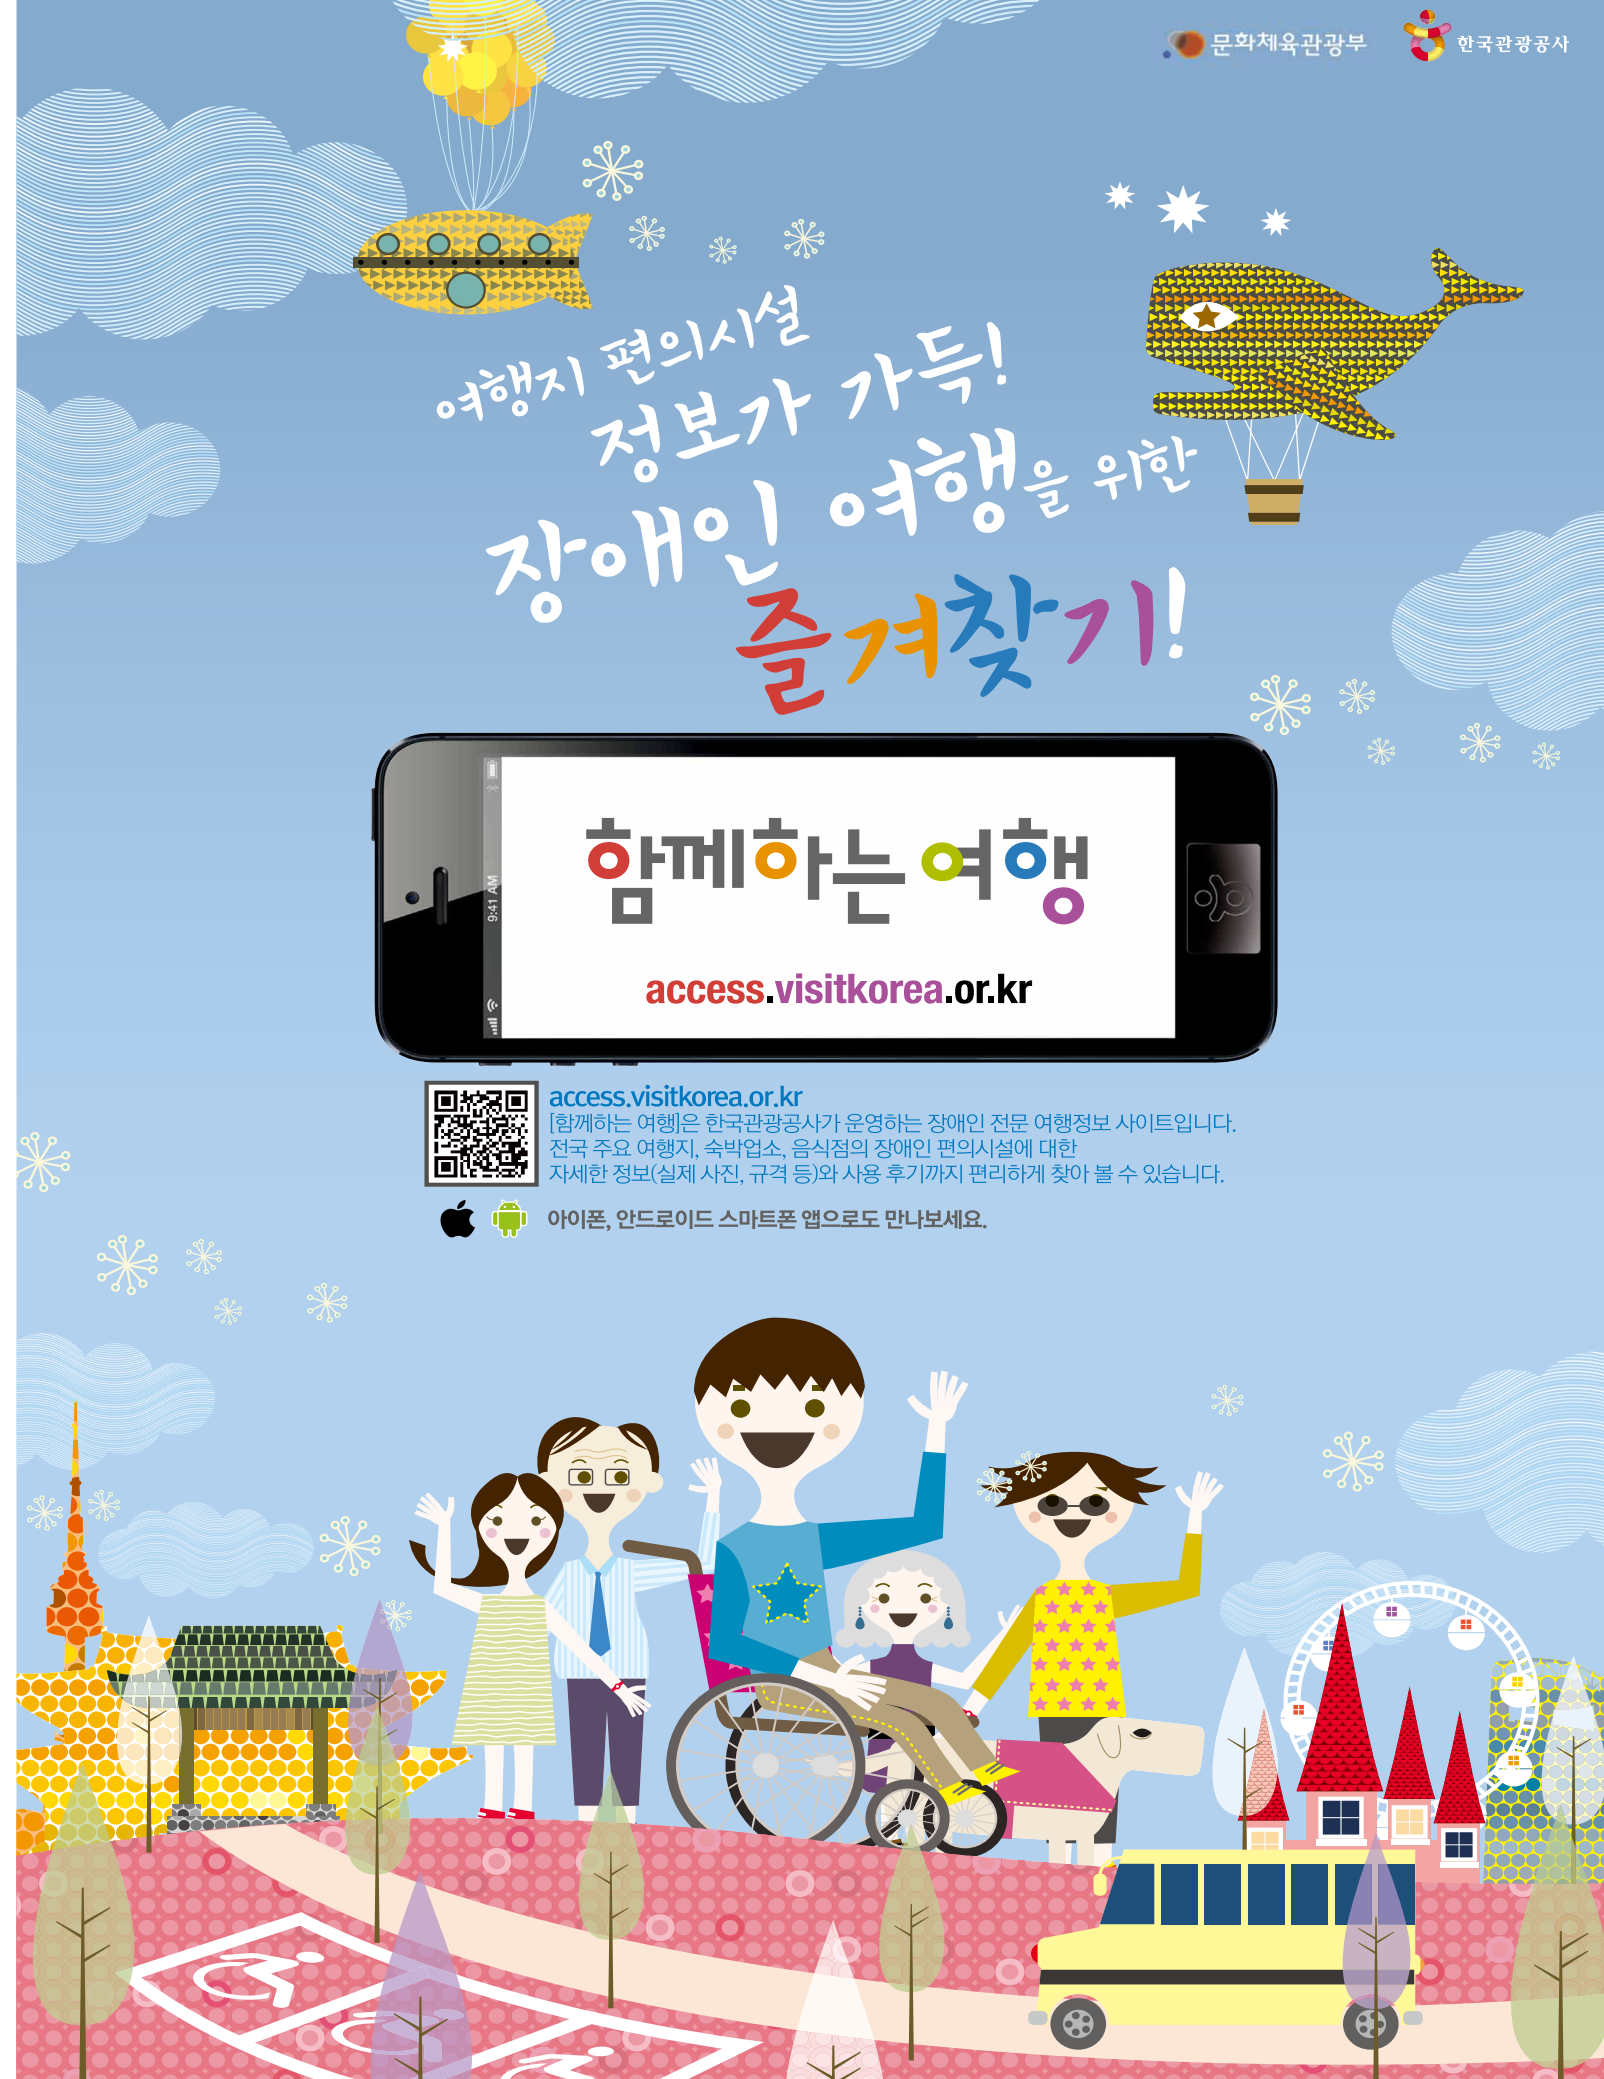 문화체육관광부
한국관광공사
여행지 편의시설
정보가 가득!
장애인 여행을 위한
즐겨찾기!
9:41 AM
함께하는여행
access.visitkorea.or.kr
access.visitkorea.or.kr
[함께하는 여행]은 한국관광공사가 운영하는 장애인 전문 여행정보 사이트입니다.
전국 주요 여행지, 숙박업소, 음식점의 장애인 편의시설에 대한
자세한 정보(실제 사진, 규격 등)와 사용 후기까지 편리하게 찾아 볼 수 있습니다.
아이폰, 안드로이드 스마트폰 앱으로도 만나보세요.